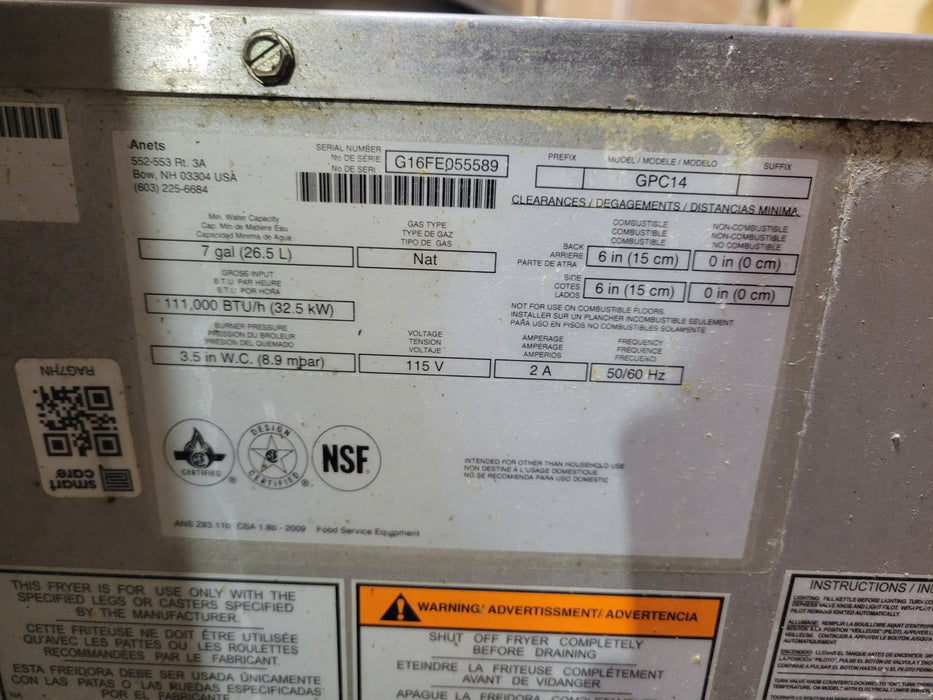 Anets
552-553 Rt. 3A
Bow, NH 03304 USA
(603) 225-6684
SERIAL NUMBER
No DE SERIE
No DE SERI
G16FE055589
PREFIX
MODEL / MODELE / MODELO
SUFFIX
GPC14
CLEARANCES / DEGAGEMENTS / DISTANCIAS MINIMA
COMBUSTIBLE
COMBUSTIBLE
COMBUSTIBLE
NON-COMBUSTIBLE
NON-COMBUSTIBLE
NO COMBUSTIBLE
BACK
ARRIERE
PARTE DE ATRA
6 in (15 cm)
0 in (0 cm)
SIDE
COTES
LADOS
6 in (15 cm)
0 in (0 cm)
NOT FOR USE ON COMBUSTIBLE FLOORS.
INSTALLER SUR UN PLANCHER INCOMBUSTIBLE SEULEMENT.
PARA USO EN PISOS NO COMBUSTIBLES SOLAMENTE
Min. Water Capacity
Cap. Min de Matiere Eau
Capacidad Minima de Agua
7 gal (26.5 L)
GAS TYPE
TYPE DE GAZ
TIPO DE GAS
Nat
GROSS INPUT
B.T.U. PAR HEURE
B.T.U. POR HORA
111,000 BTU/h (32.5 kW)
BURNER PRESSURE
PRESSION DU BROLEUR
PRESION DEL QUEMADO
3.5 in W.C. (8.9 mbar)
VOLTAGE
TENSION
VOLTAJE
115 V
AMPERAGE
AMPERAGE
AMPERIOS
2 A
FREQUENCY
FREQUENCE
FRECUENCI
50/60 Hz
RAG7HN
smart
care
CERTIFIED
DESIGN
CERTIFIED
NSF
INTENDED FOR OTHER THAN HOUSEHOLD USE
NON DESTINÉ À L'USAGE DOMESTIQUE
NO SE RECOMIENDA PARA USO DOMESTIC
ANS Z83.11b CSA 1.8b - 2009 Food Service Equipment
THIS FRYER IS FOR USE ONLY WITH THE
SPECIFIED LEGS OR CASTERS SPECIFIED
BY THE MANUFACTURER.
CETTE FRITEUSE NE DOIT ÊTRE UTILISÉE
QU'AVEC LES PATTES OU LES ROULETTES
RECOMMANDÉES PAR LE FABRICANT.
ESTA FREIDORA DEBE SER USADA ÚNICAMENTE
CON LAS PATAS O LAS RUEDAS ESPECIFICADAS
POR EL
WARNING/ ADVERTISSMENT/ ADVERTENCIA
SHUT OFF FRYER COMPLETELY
BEFORE DRAINING
ETEINDRE LA FRITEUSE COMPLÈTEMENT
AVANT DE VIDANGER
APAGUE LA FREIDORA
INSTRUCTIONS / IN